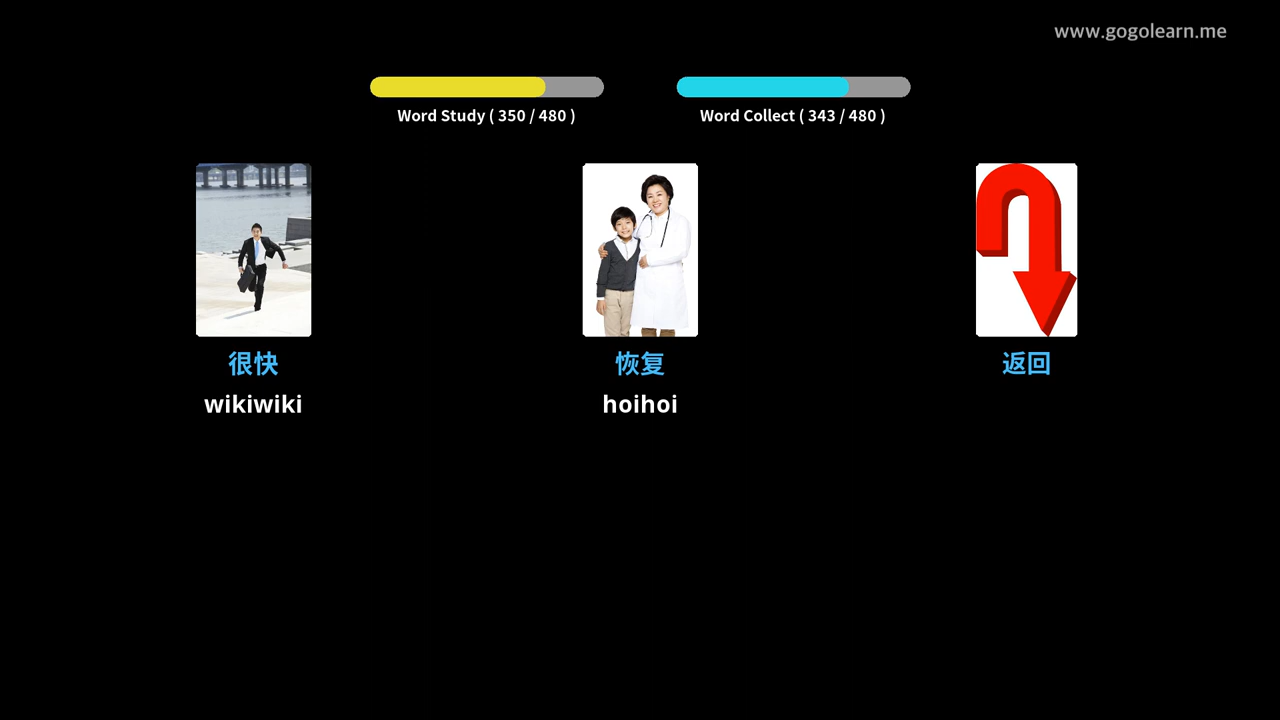 www.gogolearn.me
Word Study ( 350 / 480 )
Word Collect ( 343 / 480 )
很快
恢复
返回
wikiwiki
hoihoi